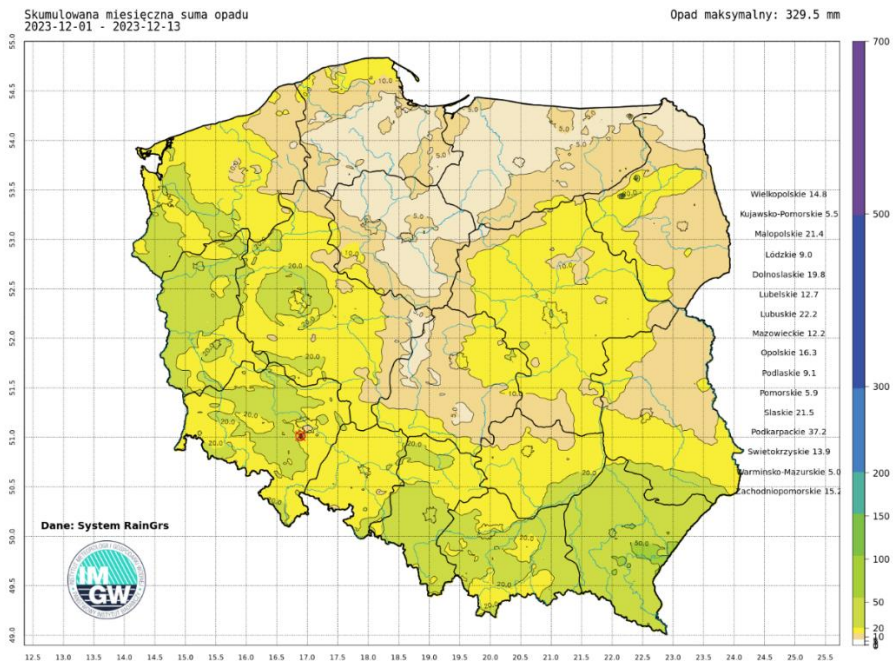 Skumulowana miesięczna suma opadu
2023-12-01 - 2023-12-13
Opad maksymalny: 329.5 mm
55.0
54.5
54.0
53.5
53.0
52.5
52.0
51.5
51.0
50.5
50.0
49.5
49.0
12.5 13.0 13.5 14.0 14.5 15.0 15.5 16.0 16.5 17.0 17.5 18.0 18.5 19.0 19.5 20.0 20.5 21.0 21.5 22.0 22.5 23.0 23.5 24.0 24.5 25.0 25.5
Wielkopolskie 14.8
Kujawsko-Pomorskie 5.5
Malopolskie 21.4
Lódzkie 9.0
Dolnoslaskie 19.8
Lubelskie 12.7
Lubuskie 22.2
Mazowieckie 12.2
Opolskie 16.3
Podlaskie 9.1
Pomorskie 5.9
Slaskie 21.5
Podkarpackie 37.2
Swietokrzyskie 13.9
Warminsko-Mazurskie 5.0
Zachodniopomorskie 15.2
700
500
300
200
150
100
50
20
10
Dane: System RainGrs
IM
GW